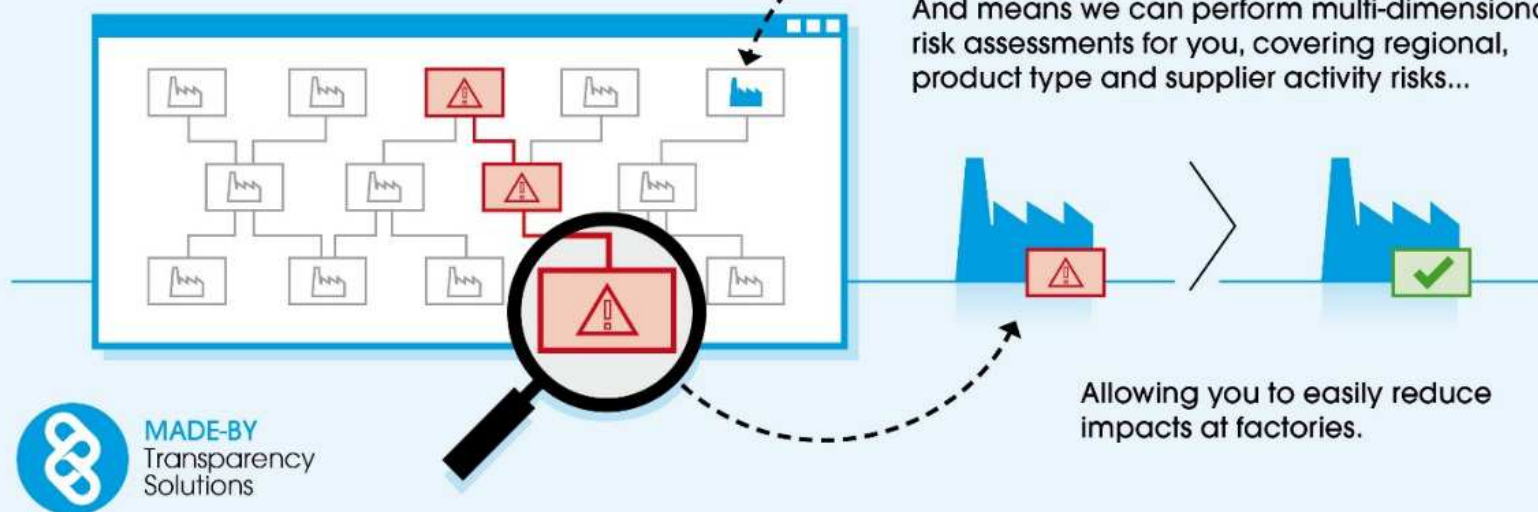 And means we can perform multi-dimensional
risk assessments for you, covering regional,
product type and supplier activity risks...
Allowing you to easily reduce
impacts at factories.
MADE-BY
Transparency
Solutions